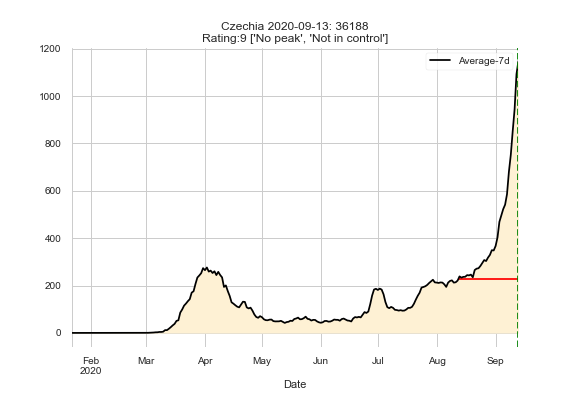 Czechia 2020-09-13: 36188
Rating:9 ['No peak', 'Not in control']
Average-7d
1200
1000
800
600
400
200
0
Feb Mar Apr May Jun Jul Aug Sep
2020
Date